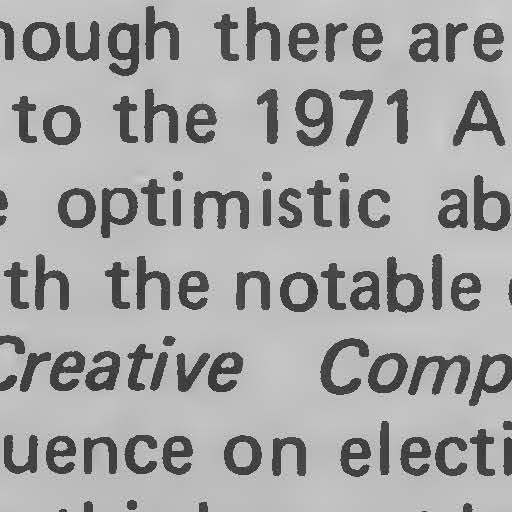 hough there are
to the 1971 A
e optimistic ab
th the notable
Creative Comp
uence on electi